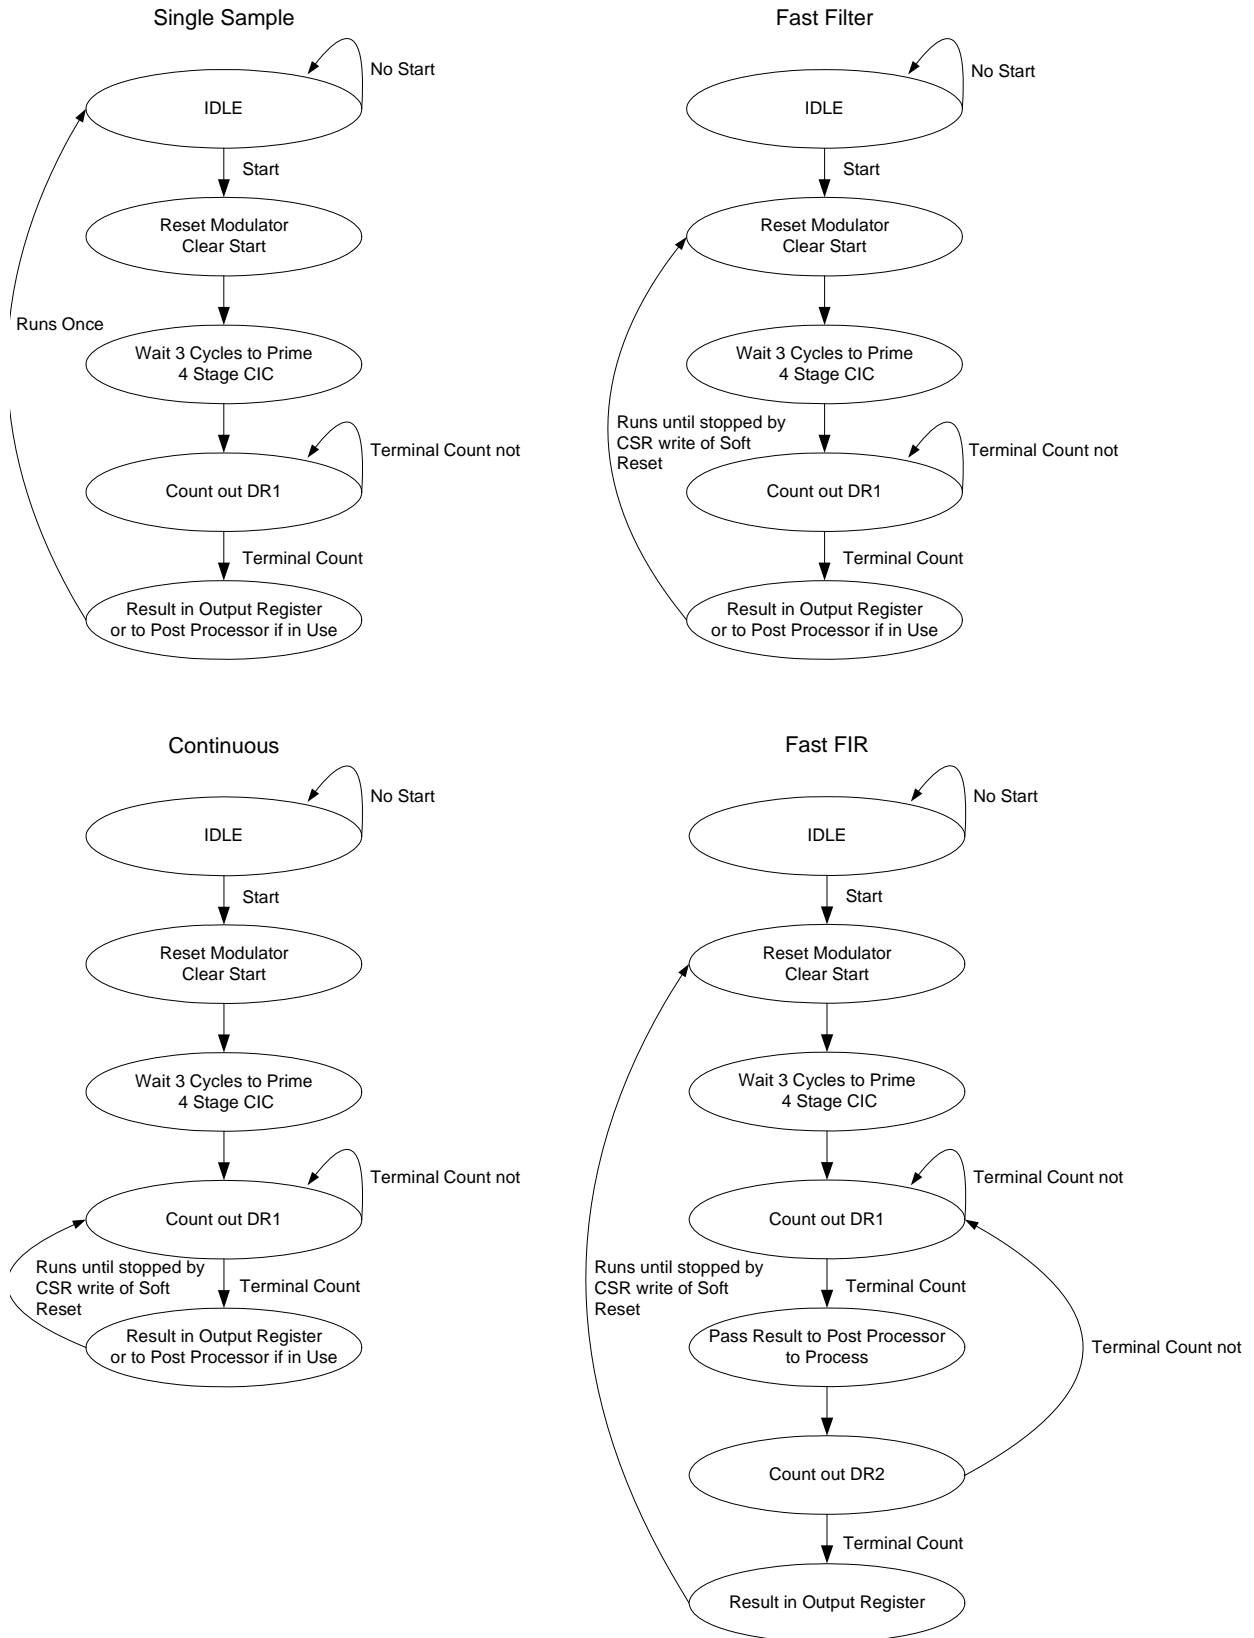 Single Sample
No Start
IDLE
Start
Reset Modulator
Clear Start
Runs Once
Wait 3 Cycles to Prime
4 Stage CIC
Terminal Count not
Count out DR1
Terminal Count
Result in Output Register
or to Post Processor if in Use
Fast Filter
No Start
IDLE
Start
Reset Modulator
Clear Start
Wait 3 Cycles to Prime
4 Stage CIC
Runs until stopped by
CSR write of Soft
Reset
Terminal Count not
Count out DR1
Terminal Count
Result in Output Register
or to Post Processor if in Use
Continuous
No Start
IDLE
Start
Reset Modulator
Clear Start
Wait 3 Cycles to Prime
4 Stage CIC
Terminal Count not
Count out DR1
Runs until stopped by
CSR write of Soft
Reset
Terminal Count
Result in Output Register
or to Post Processor if in Use
Fast FIR
No Start
IDLE
Start
Reset Modulator
Clear Start
Wait 3 Cycles to Prime
4 Stage CIC
Terminal Count not
Count out DR1
Runs until stopped by
CSR write of Soft
Reset
Terminal Count
Pass Result to Post Processor
to Process
Terminal Count not
Count out DR2
Terminal Count
Result in Output Register